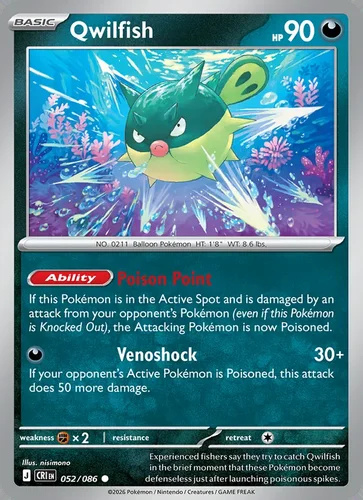 BASIC
Qwilfish
HP 90
NO. 0211 Balloon Pokémon HT: 1'8" WT: 8.6 lbs.
Ability Poison Point
If this Pokémon is in the Active Spot and is damaged by an
attack from your opponent's Pokémon (even if this Pokémon
is Knocked Out), the Attacking Pokémon is now Poisoned.
Venoshock 30+
If your opponent's Active Pokémon is Poisoned, this attack
does 50 more damage.
weakness ×2 resistance retreat
Illus. nisimono
J CRI EN 052/086
Experienced fishers say they try to catch Qwilfish
in the brief moment that these Pokémon become
defenseless just after launching poisonous spikes.
©2026 Pokémon / Nintendo / Creatures / GAME FREAK